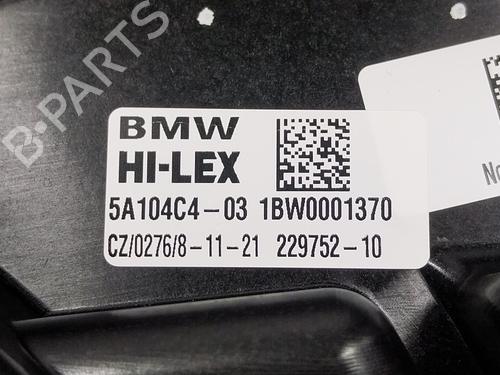 B-PARTS
BMW
HI-LEX
5A104C4-03 1BW0001370
CZ/0276/8-11-21 229752-10